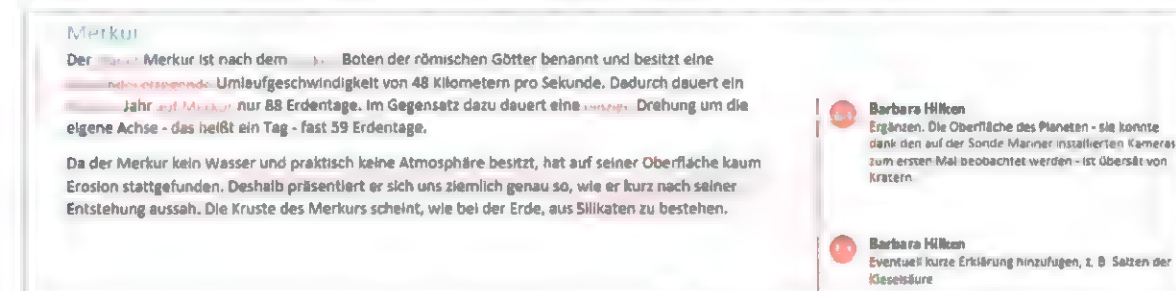 Merkur
Der Merkur ist nach dem Boten der römischen Götter benannt und besitzt eine
Umlaufgeschwindigkeit von 48 Kilometern pro Sekunde. Dadurch dauert ein
Jahr auf Merkur nur 88 Erdentage. Im Gegensatz dazu dauert eine Drehung um die
eigene Achse - das heißt ein Tag - fast 59 Erdentage.
Da der Merkur kein Wasser und praktisch keine Atmosphäre besitzt, hat auf seiner Oberfläche kaum
Erosion stattgefunden. Deshalb präsentiert er sich uns ziemlich genau so, wie er kurz nach seiner
Entstehung aussah. Die Kruste des Merkurs scheint, wie bei der Erde, aus Silikaten zu bestehen.
Barbara Hilken
Ergänzen. Die Oberfläche des Planeten - sie konnte
dank den auf der Sonde Mariner installierten Kameras
zum ersten Mal beobachtet werden - ist übersät von
Kratern
Barbara Hilken
Eventuell kurze Erklärung hinzufügen, z. B. Salzen der
Kieselsäure